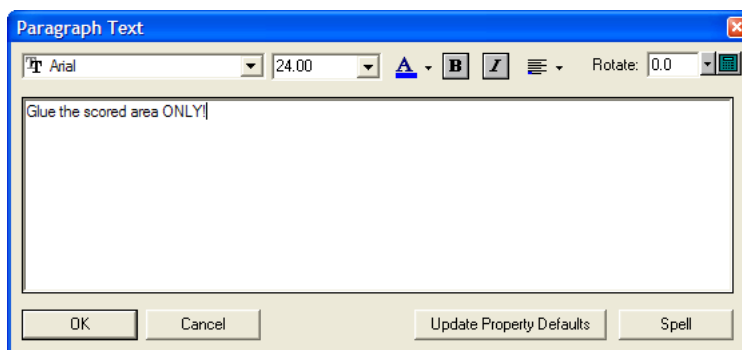 Paragraph Text
Arial 24.00 A B I Rotate: 0.0
Glue the scored area ONLY!
OK Cancel Update Property Defaults Spell